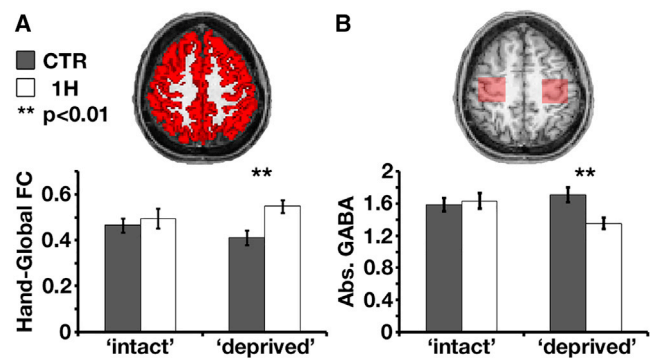 A
CTR
1H
** p<0.01
Hand-Global FC
0.6
0.4
0.2
0
**
'intact'
'deprived'
B
Abs. GABA
2
1.6
1.2
0.8
0.4
0
**
'intact'
'deprived'